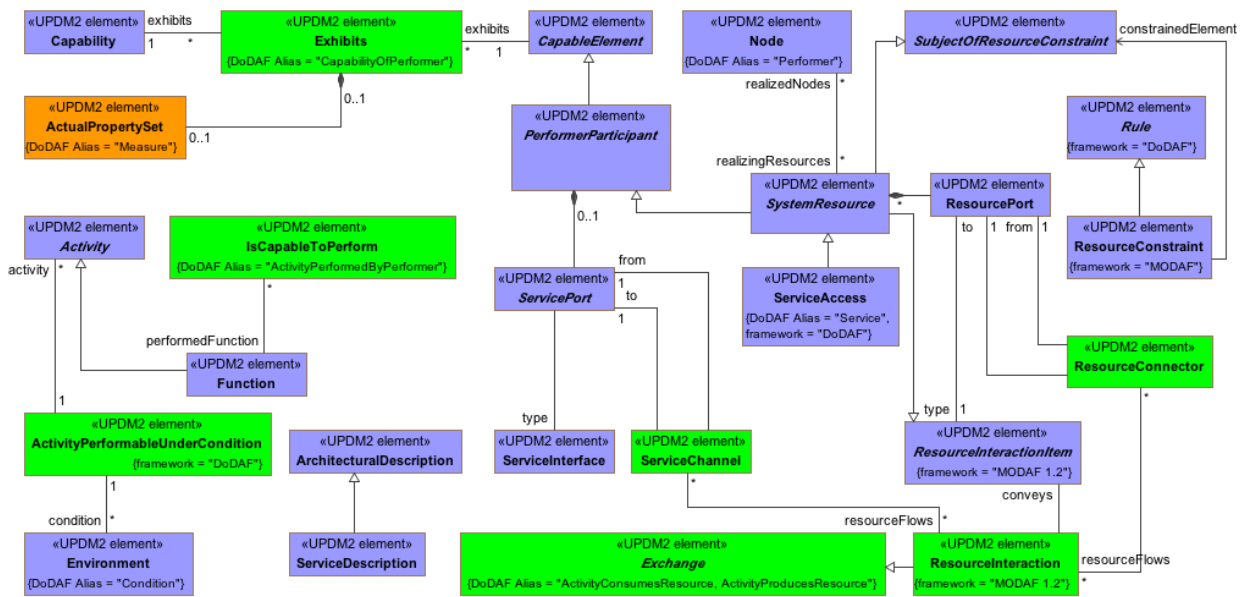 «UPDM2 element»
Capability
exhibits
1
*
«UPDM2 element»
Exhibits
{DoDAF Alias = "CapabilityOfPerformer"}
exhibits
*
1
«UPDM2 element»
CapableElement
«UPDM2 element»
Node
{DoDAF Alias = "Performer"}
realizedNodes
*
«UPDM2 element»
SubjectOfResourceConstraint
constrainedElement
0..1
«UPDM2 element»
ActualPropertySet
{DoDAF Alias = "Measure"}
0..1
«UPDM2 element»
PerformerParticipant
«UPDM2 element»
Rule
{framework = "DoDAF"}
realizingResources
*
«UPDM2 element»
SystemResource
*
«UPDM2 element»
ResourcePort
to
1
from
1
«UPDM2 element»
ResourceConstraint
{framework = "MODAF"}
0..1
«UPDM2 element»
Activity
activity
*
«UPDM2 element»
IsCapableToPerform
{DoDAF Alias = "ActivityPerformedByPerformer"}
*
«UPDM2 element»
ServicePort
from
1
to
1
«UPDM2 element»
ServiceAccess
{DoDAF Alias = "Service",
framework = "DoDAF"}
performedFunction
«UPDM2 element»
Function
«UPDM2 element»
ResourceConnector
*
1
«UPDM2 element»
ActivityPerformableUnderCondition
{framework = "DoDAF"}
1
«UPDM2 element»
ArchitecturalDescription
type
«UPDM2 element»
ServiceInterface
«UPDM2 element»
ServiceChannel
*
type
1
«UPDM2 element»
ResourceInteractionItem
{framework = "MODAF 1.2"}
conveys
condition
*
«UPDM2 element»
Environment
{DoDAF Alias = "Condition"}
«UPDM2 element»
ServiceDescription
resourceFlows
*
«UPDM2 element»
Exchange
{DoDAF Alias = "ActivityConsumesResource, ActivityProducesResource"}
«UPDM2 element»
ResourceInteraction
{framework = "MODAF 1.2"}
resourceFlows
*